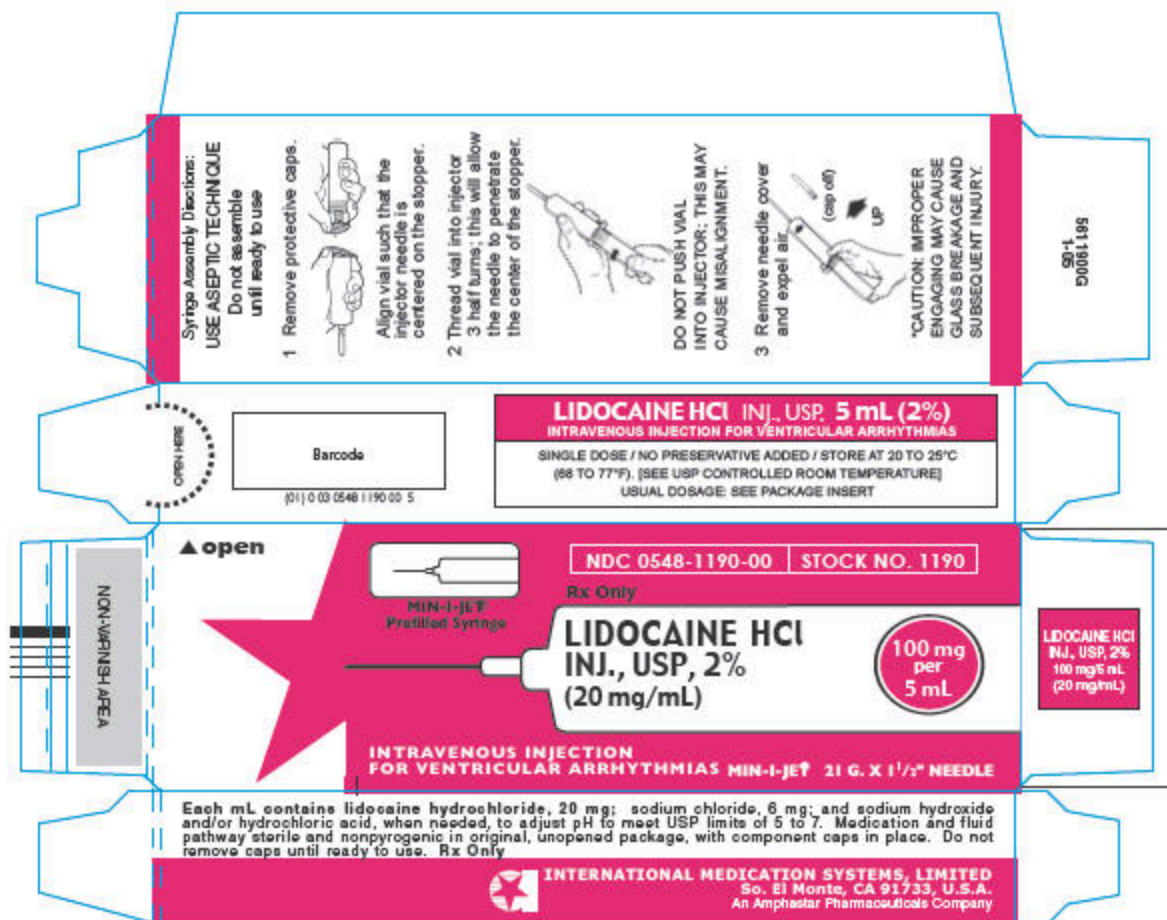 Syringe Assembly Directions:
USE ASEPTIC TECHNIQUE
Do not assemble
until ready to use
1 Remove protective caps.
Align vial such that the
injector needle is
centered on the stopper.
2 Thread vial into injector
3 half turns; this will allow
the needle to penetrate
the center of the stopper.
DO NOT PUSH VIAL
INTO INJECTOR; THIS MAY
CAUSE MISALIGNMENT.
3 Remove needle cover
and expel air.
(cap off)
UP
*CAUTION: IMPROPER
ENGAGING MAY CAUSE
GLASS BREAKAGE AND
SUBSEQUENT INJURY.
561190OG
1-05
OPEN HERE
Barcode
(01) 0 03 0548 1190 00 5
LIDOCAINE HCl INJ., USP, 5 mL (2%)
INTRAVENOUS INJECTION FOR VENTRICULAR ARRHYTHMIAS
SINGLE DOSE / NO PRESERVATIVE ADDED / STORE AT 20 TO 25°C
(68 TO 77°F). [SEE USP CONTROLLED ROOM TEMPERATURE]
USUAL DOSAGE: SEE PACKAGE INSERT
NON-VARNISH AREA
▲open
MIN-I-JET
Prefilled Syringe
NDC 0548-1190-00 STOCK NO. 1190
Rx Only
LIDOCAINE HCl
INJ., USP, 2%
(20 mg/mL)
100 mg
per
5 mL
INTRAVENOUS INJECTION
FOR VENTRICULAR ARRHYTHMIAS MIN-I-JET 21 G. X 1 1/2" NEEDLE
LIDOCAINE HCl
INJ., USP, 2%
100 mg/5 mL
(20 mg/mL)
Each mL contains lidocaine hydrochloride, 20 mg; sodium chloride, 6 mg; and sodium hydroxide
and/or hydrochloric acid, when needed, to adjust pH to meet USP limits of 5 to 7. Medication and fluid
pathway sterile and nonpyrogenic in original, unopened package, with component caps in place. Do not
remove caps until ready to use. Rx Only
INTERNATIONAL MEDICATION SYSTEMS, LIMITED
So. El Monte, CA 91733, U.S.A.
An Amphastar Pharmaceuticals Company